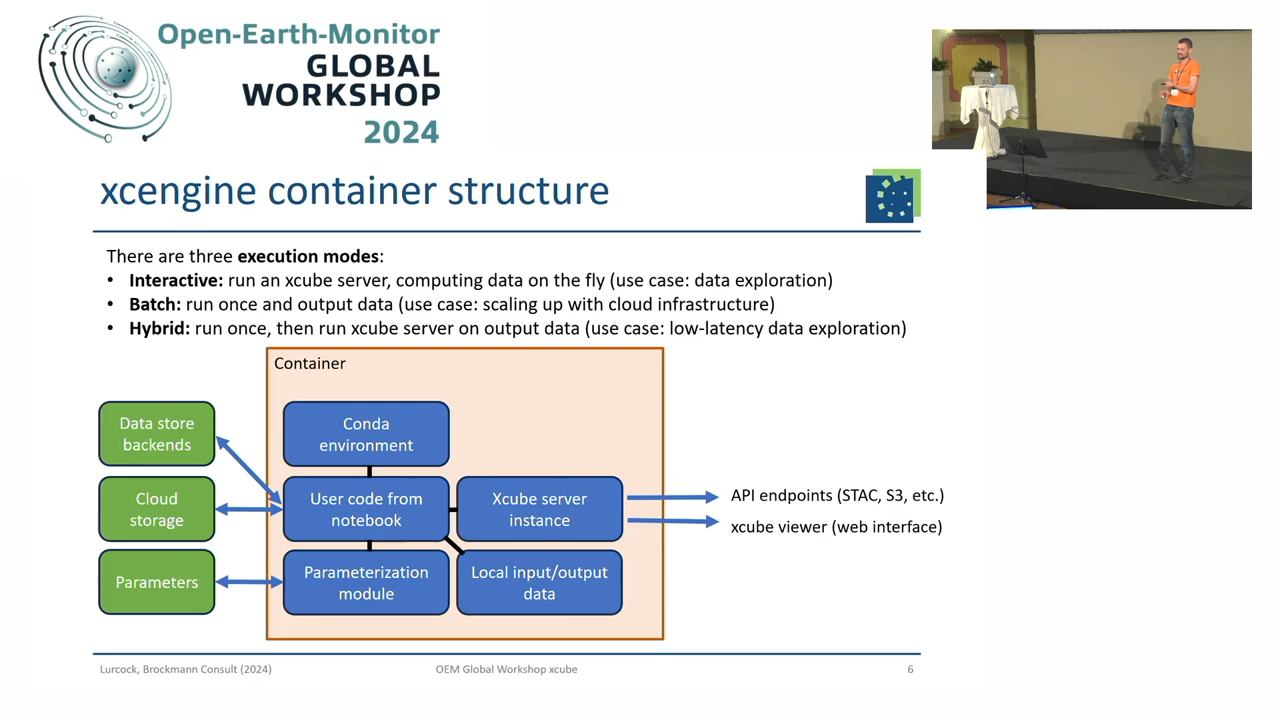 Open-Earth-Monitor
GLOBAL
WORKSHOP
2024
xcengine container structure
There are three execution modes:
• Interactive: run an xcube server, computing data on the fly (use case: data exploration)
• Batch: run once and output data (use case: scaling up with cloud infrastructure)
• Hybrid: run once, then run xcube server on output data (use case: low-latency data exploration)
Container
Data store
backends
Conda
environment
Cloud
storage
User code from
notebook
Xcube server
instance
API endpoints (STAC, S3, etc.)
xcube viewer (web interface)
Parameters
Parameterization
module
Local input/output
data
Lurcock, Brockmann Consult (2024)
OEM Global Workshop xcube
6